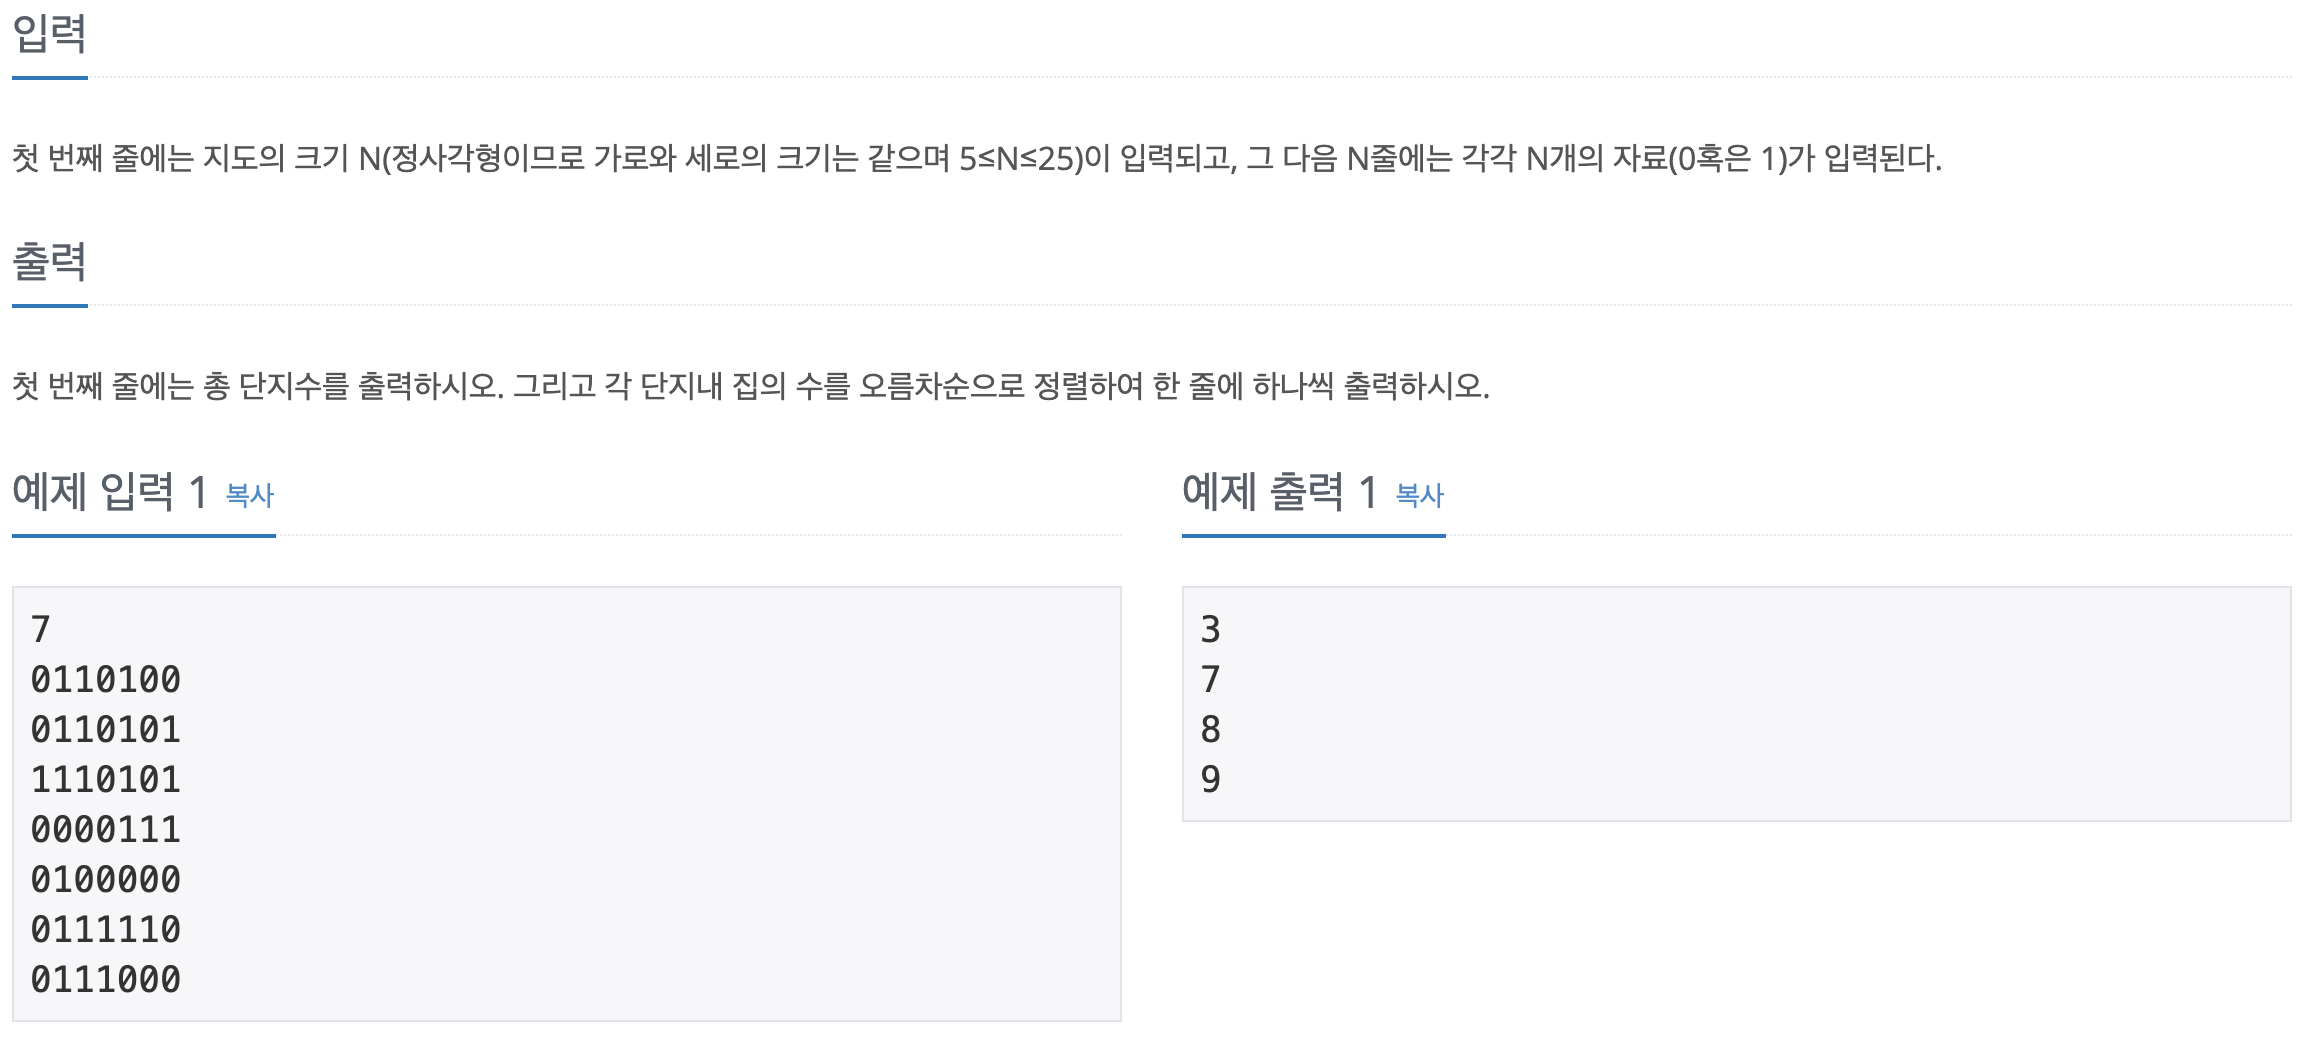 입력
첫 번째 줄에는 지도의 크기 N(정사각형이므로 가로와 세로의 크기는 같으며 5≤N≤25)이 입력되고, 그 다음 N줄에는 각각 N개의 자료(0혹은 1)가 입력된다.
출력
첫 번째 줄에는 총 단지수를 출력하시오. 그리고 각 단지내 집의 수를 오름차순으로 정렬하여 한 줄에 하나씩 출력하시오.
예제 입력 1 복사
7
0110100
0110101
1110101
0000111
0100000
0111110
0111000
예제 출력 1 복사
3
7
8
9